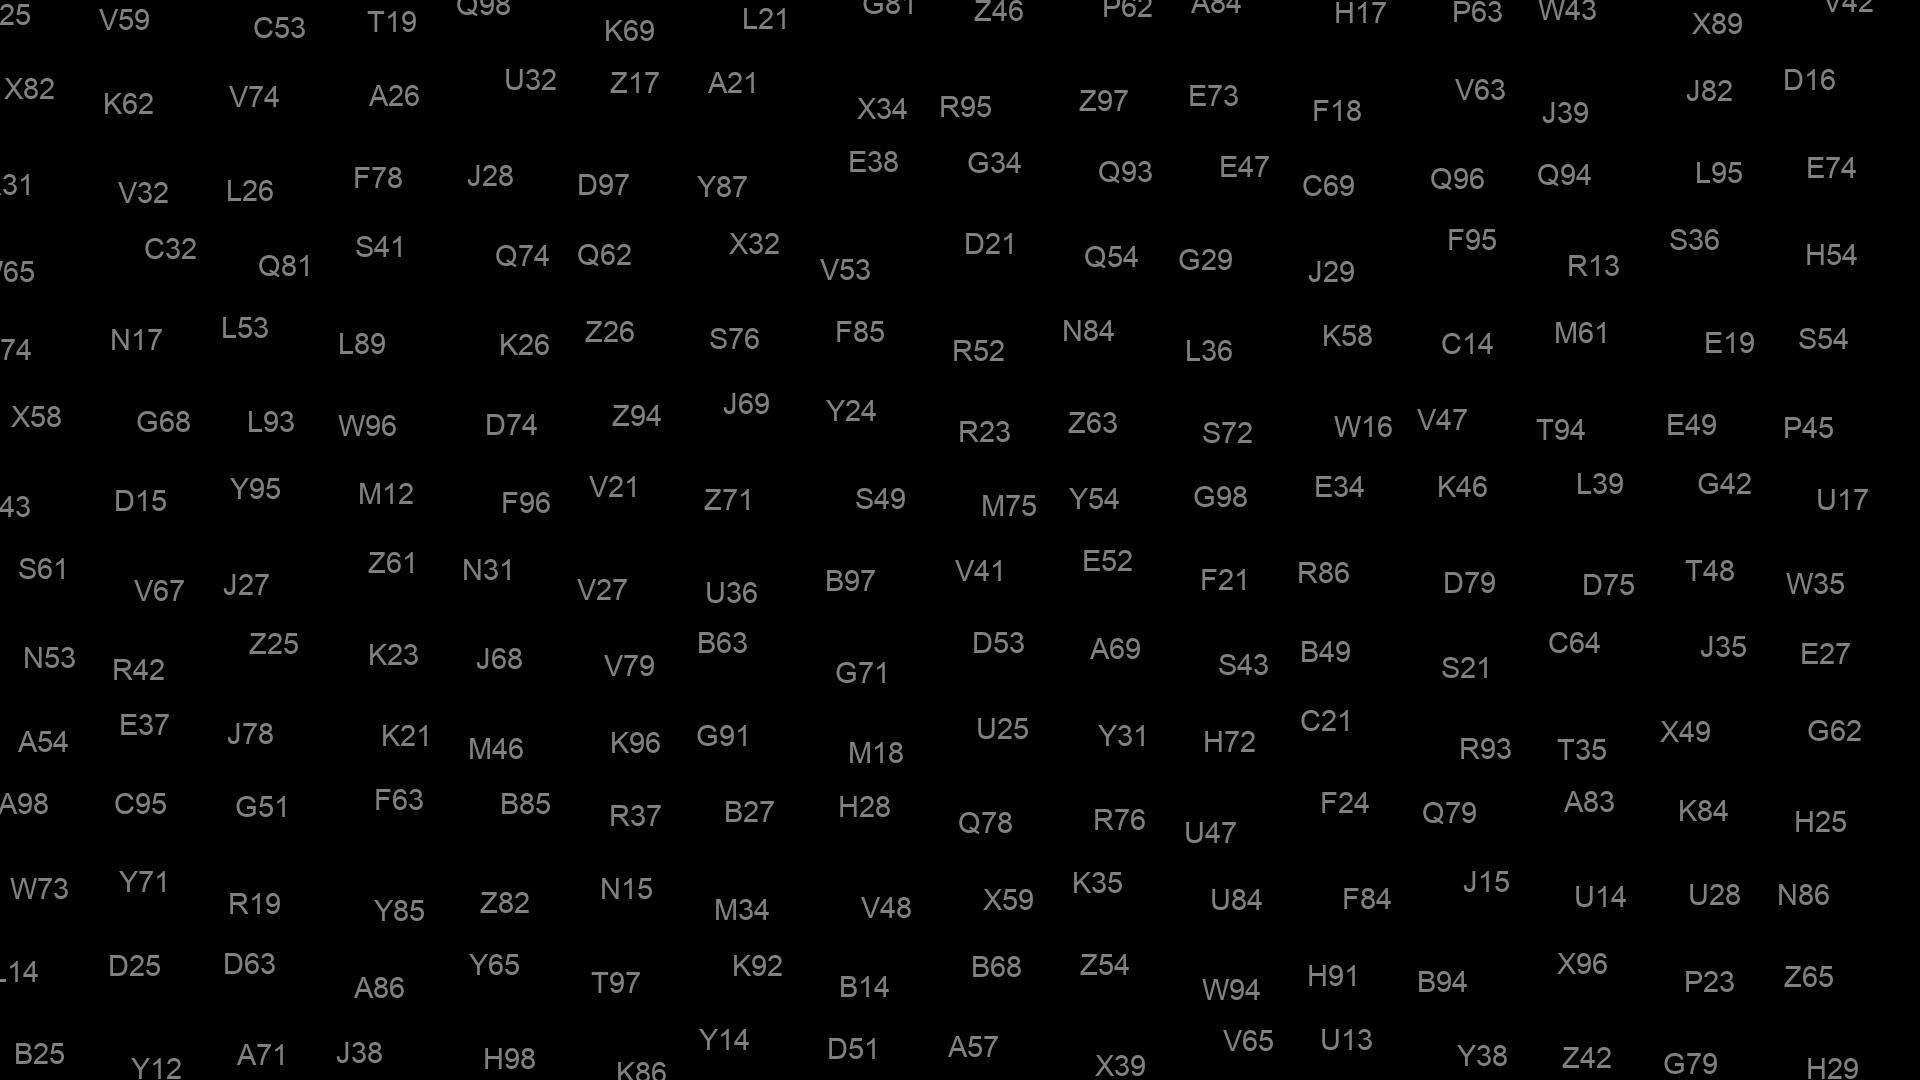 25 V59 C53 T19 Q98 K69 L21 G81 Z46 P62 A84 H17 P63 W43 X89 V42
X82 K62 V74 A26 U32 Z17 A21 X34 R95 Z97 E73 F18 V63 J39 J82 D16
31 V32 L26 F78 J28 D97 Y87 E38 G34 Q93 E47 C69 Q96 Q94 L95 E74
65 C32 Q81 S41 Q74 Q62 X32 V53 D21 Q54 G29 J29 F95 R13 S36 H54
74 N17 L53 L89 K26 Z26 S76 F85 R52 N84 L36 K58 C14 M61 E19 S54
X58 G68 L93 W96 D74 Z94 J69 Y24 R23 Z63 S72 W16 V47 T94 E49 P45
43 D15 Y95 M12 F96 V21 Z71 S49 M75 Y54 G98 E34 K46 L39 G42 U17
S61 V67 J27 Z61 N31 V27 U36 B97 V41 E52 F21 R86 D79 D75 T48 W35
N53 R42 Z25 K23 J68 V79 B63 G71 D53 A69 S43 B49 S21 C64 J35 E27
A54 E37 J78 K21 M46 K96 G91 M18 U25 Y31 H72 C21 R93 T35 X49 G62
A98 C95 G51 F63 B85 R37 B27 H28 Q78 R76 U47 F24 Q79 A83 K84 H25
W73 Y71 R19 Y85 Z82 N15 M34 V48 X59 K35 U84 F84 J15 U14 U28 N86
L14 D25 D63 A86 Y65 T97 K92 B14 B68 Z54 W94 H91 B94 X96 P23 Z65
B25 Y12 A71 J38 H98 K86 Y14 D51 A57 X39 V65 U13 Y38 Z42 G79 H29